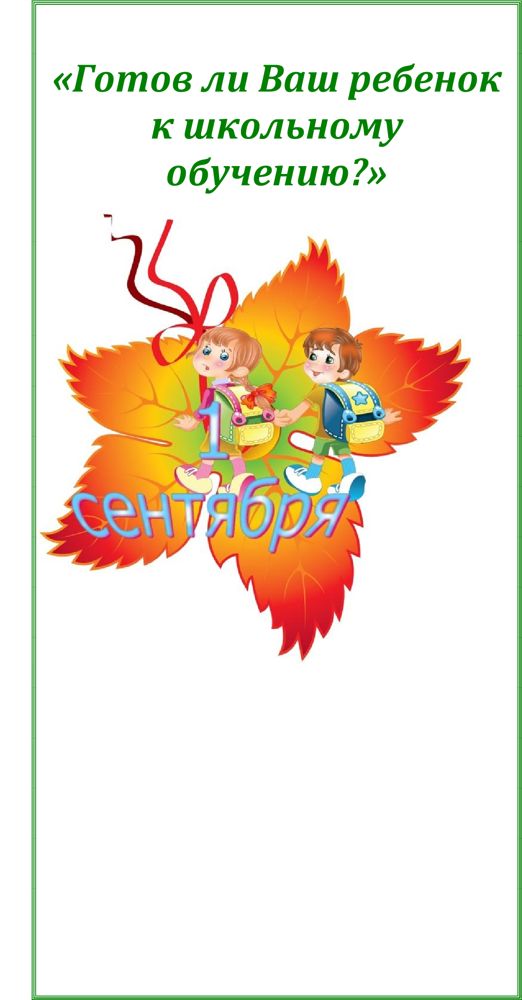 «Готов ли Ваш ребенок
к школьному
обучению?»
1
сентября